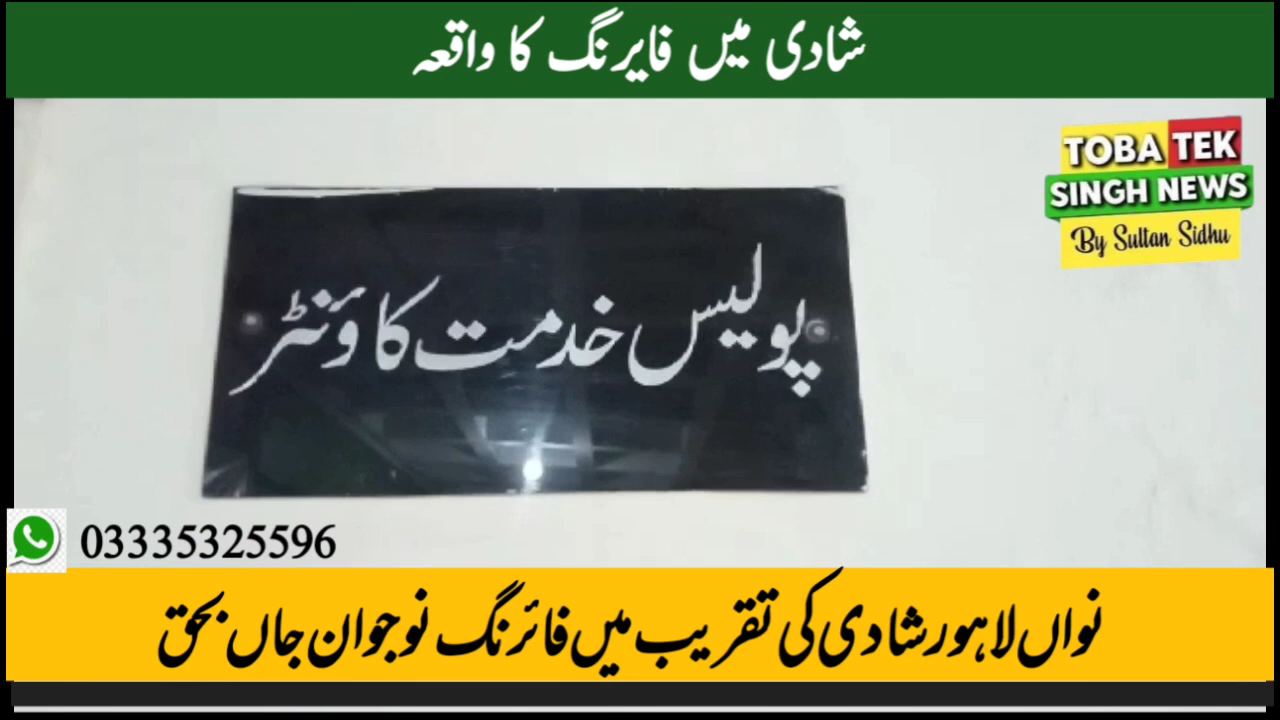 شادی میں فایرنگ کا واقعہ
TOBA TEK
SINGH NEWS
By Sultan Sidhu
پولیس خدمت کاؤنٹر
03335325596
نواں لاہور شادی کی تقریب میں فائرنگ نوجوان جاں بحق